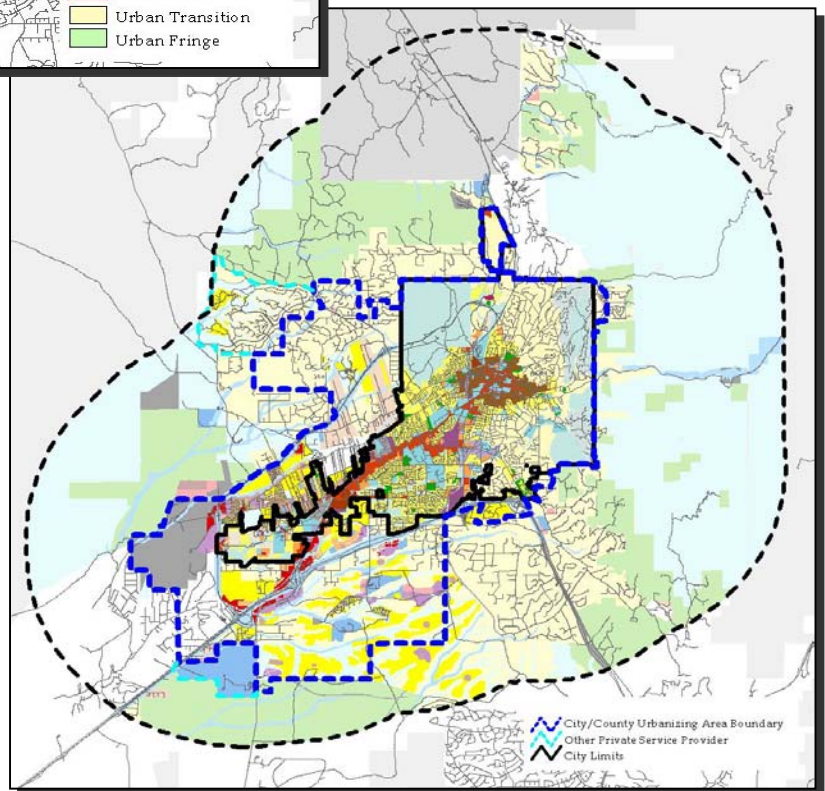 Urban Transition
Urban Fringe
City/County Urbanizing Area Boundary
Other Private Service Provider
City Limits